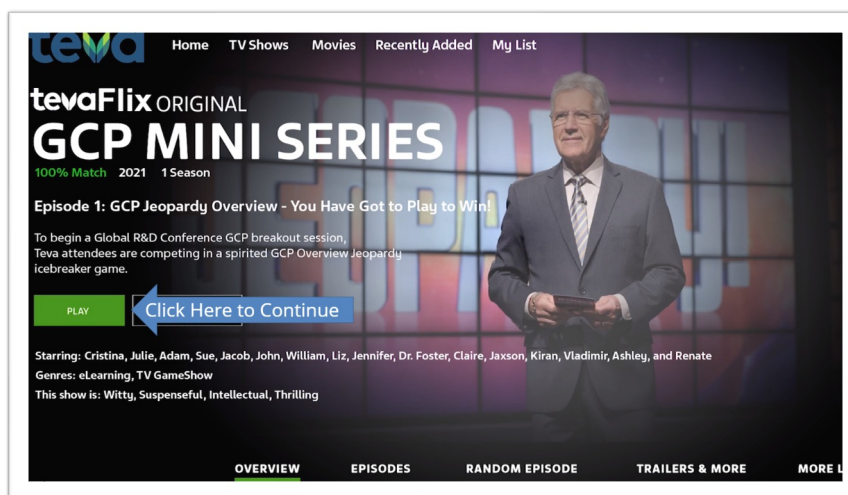 teva
Home TV Shows Movies Recently Added My List
tevaFlix ORIGINAL
GCP MINI SERIES
100% Match 2021 1 Season
Episode 1: GCP Jeopardy Overview - You Have Got to Play to Win!
To begin a Global R&D Conference GCP breakout session,
Teva attendees are competing in a spirited GCP Overview Jeopardy
icebreaker game.
PLAY
Click Here to Continue
Starring: Cristina, Julie, Adam, Sue, Jacob, John, William, Liz, Jennifer, Dr. Foster, Claire, Jaxson, Kiran, Vladimir, Ashley, and Renate
Genres: eLearning, TV GameShow
This show is: Witty, Suspenseful, Intellectual, Thrilling
JEOPARDY!
OVERVIEW EPISODES RANDOM EPISODE TRAILERS & MORE MORE L